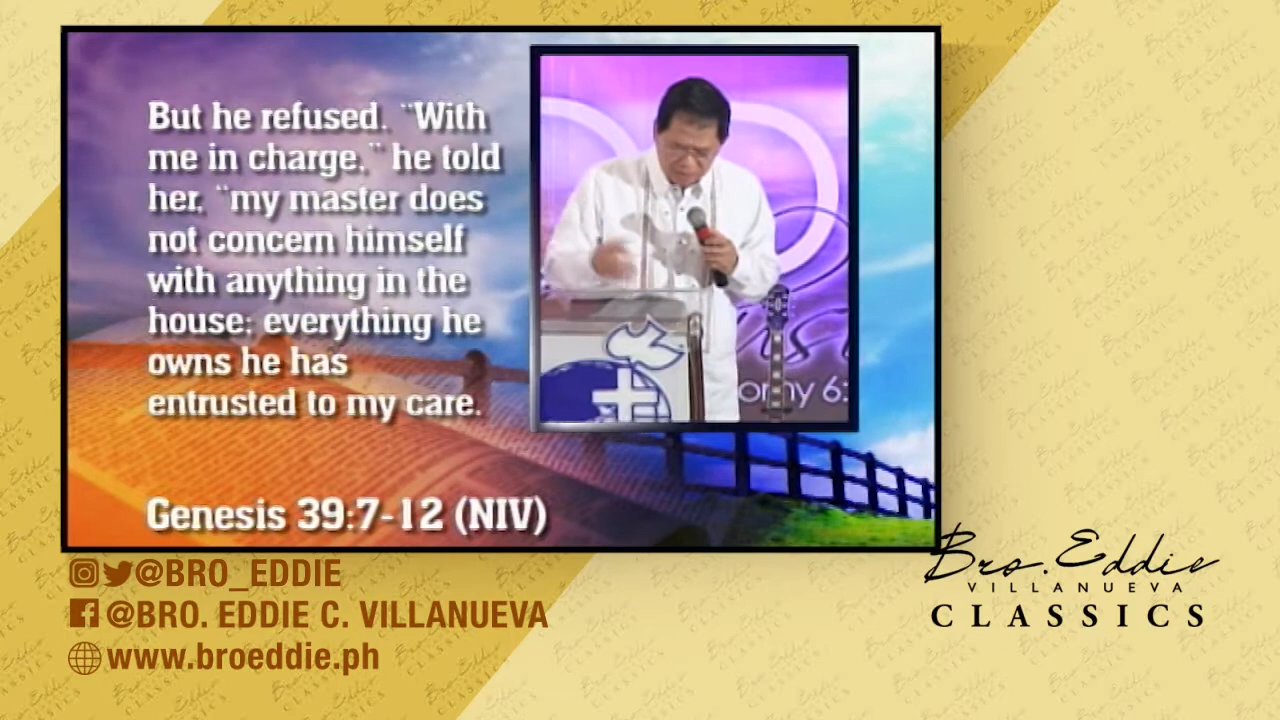 But he refused. "With
me in charge," he told
her, "my master does
not concern himself
with anything in the
house; everything he
owns he has
entrusted to my care.
Genesis 39:7-12 (NIV)
omy 6:
@BRO_EDDIE
@BRO. EDDIE C. VILLANUEVA
www.broeddie.ph
Bro. Eddie
VILLANUEVA
CLASSICS